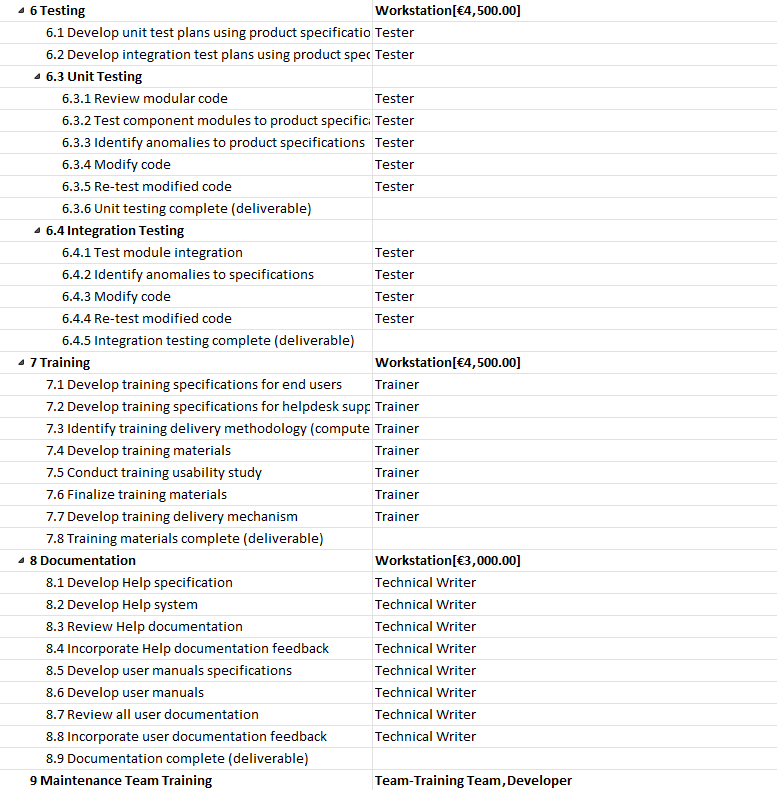 6 Testing Workstation[€4,500.00]
6.1 Develop unit test plans using product specificatio Tester
6.2 Develop integration test plans using product spec Tester
6.3 Unit Testing
6.3.1 Review modular code Tester
6.3.2 Test component modules to product specifica Tester
6.3.3 Identify anomalies to product specifications Tester
6.3.4 Modify code Tester
6.3.5 Re-test modified code Tester
6.3.6 Unit testing complete (deliverable)
6.4 Integration Testing
6.4.1 Test module integration Tester
6.4.2 Identify anomalies to specifications Tester
6.4.3 Modify code Tester
6.4.4 Re-test modified code Tester
6.4.5 Integration testing complete (deliverable)
7 Training Workstation[€4,500.00]
7.1 Develop training specifications for end users Trainer
7.2 Develop training specifications for helpdesk supp Trainer
7.3 Identify training delivery methodology (compute Trainer
7.4 Develop training materials Trainer
7.5 Conduct training usability study Trainer
7.6 Finalize training materials Trainer
7.7 Develop training delivery mechanism Trainer
7.8 Training materials complete (deliverable)
8 Documentation Workstation[€3,000.00]
8.1 Develop Help specification Technical Writer
8.2 Develop Help system Technical Writer
8.3 Review Help documentation Technical Writer
8.4 Incorporate Help documentation feedback Technical Writer
8.5 Develop user manuals specifications Technical Writer
8.6 Develop user manuals Technical Writer
8.7 Review all user documentation Technical Writer
8.8 Incorporate user documentation feedback Technical Writer
8.9 Documentation complete (deliverable)
9 Maintenance Team Training Team-Training Team,Developer